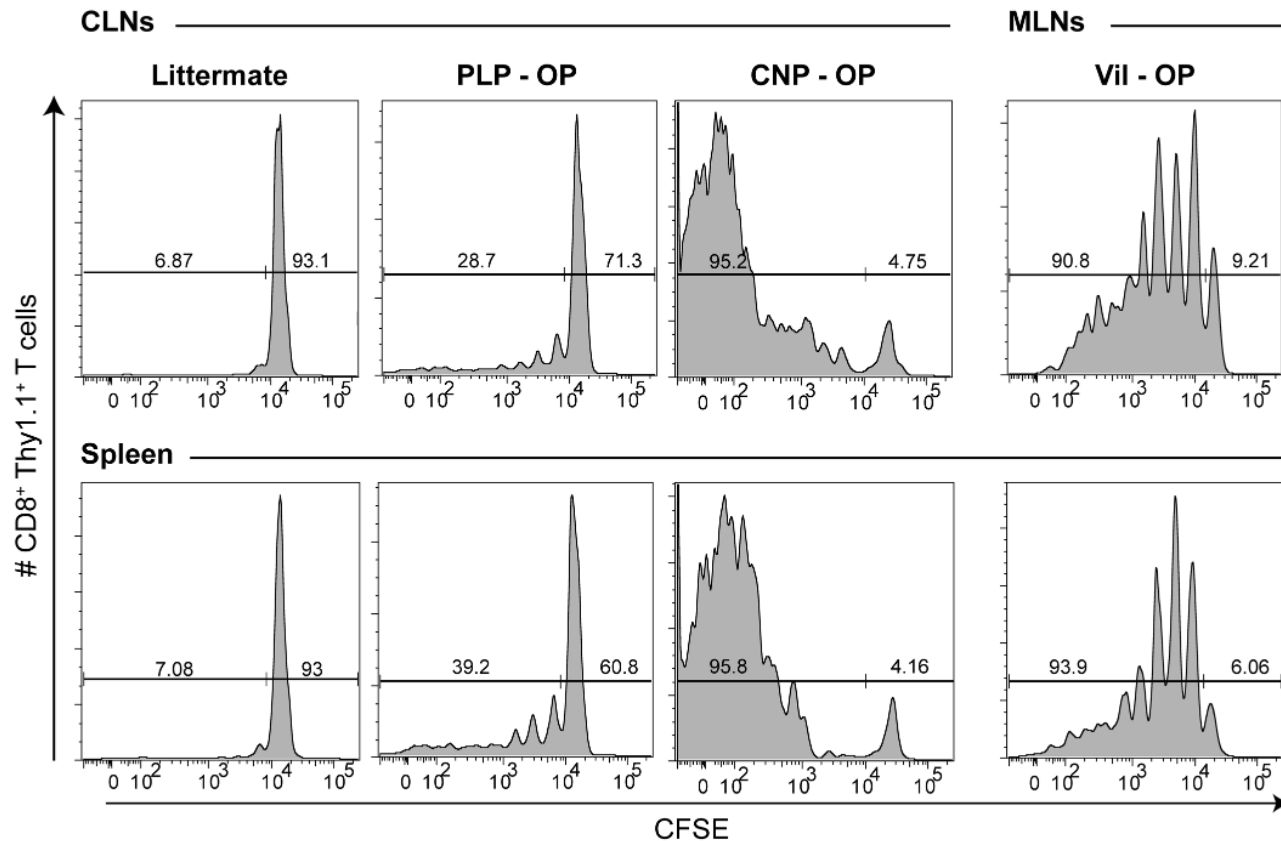 CLNs MLNs
Littermate PLP - OP CNP - OP Vil - OP
# CD8⁺ Thy1.1⁺ T cells
6.87 93.1 28.7 71.3 95.2 4.75 90.8 9.21
0 10² 10³ 10⁴ 10⁵ 0 10² 10³ 10⁴ 10⁵ 0 10² 10³ 10⁴ 10⁵ 0 10² 10³ 10⁴ 10⁵
Spleen
7.08 93 39.2 60.8 95.8 4.16 93.9 6.06
0 10² 10³ 10⁴ 10⁵ 0 10² 10³ 10⁴ 10⁵ 0 10² 10³ 10⁴ 10⁵ 0 10² 10³ 10⁴ 10⁵
CFSE